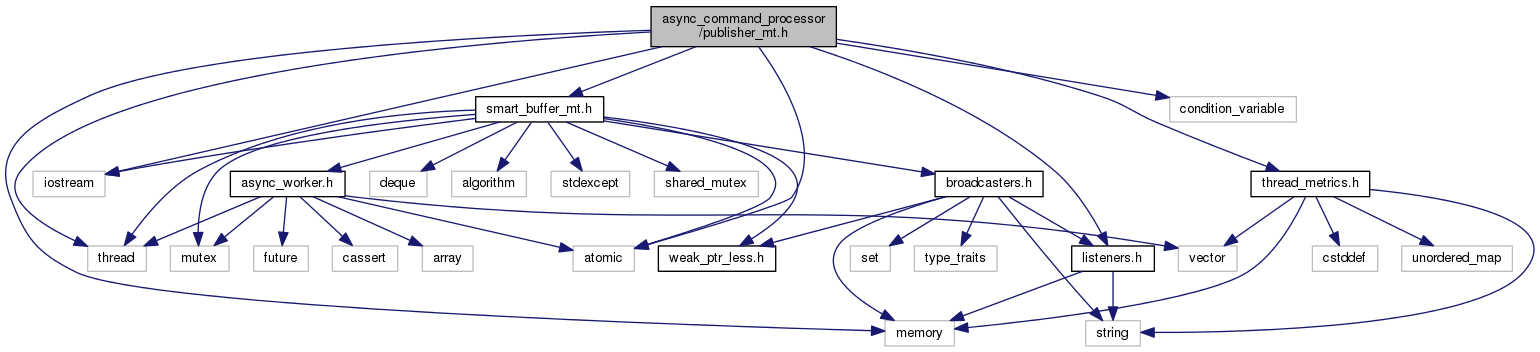 async_command_processor
/publisher_mt.h
smart_buffer_mt.h
condition_variable
iostream
async_worker.h
deque
algorithm
stdexcept
shared_mutex
broadcasters.h
thread_metrics.h
thread
mutex
future
cassert
array
atomic
weak_ptr_less.h
set
type_traits
listeners.h
vector
cstddef
unordered_map
memory
string